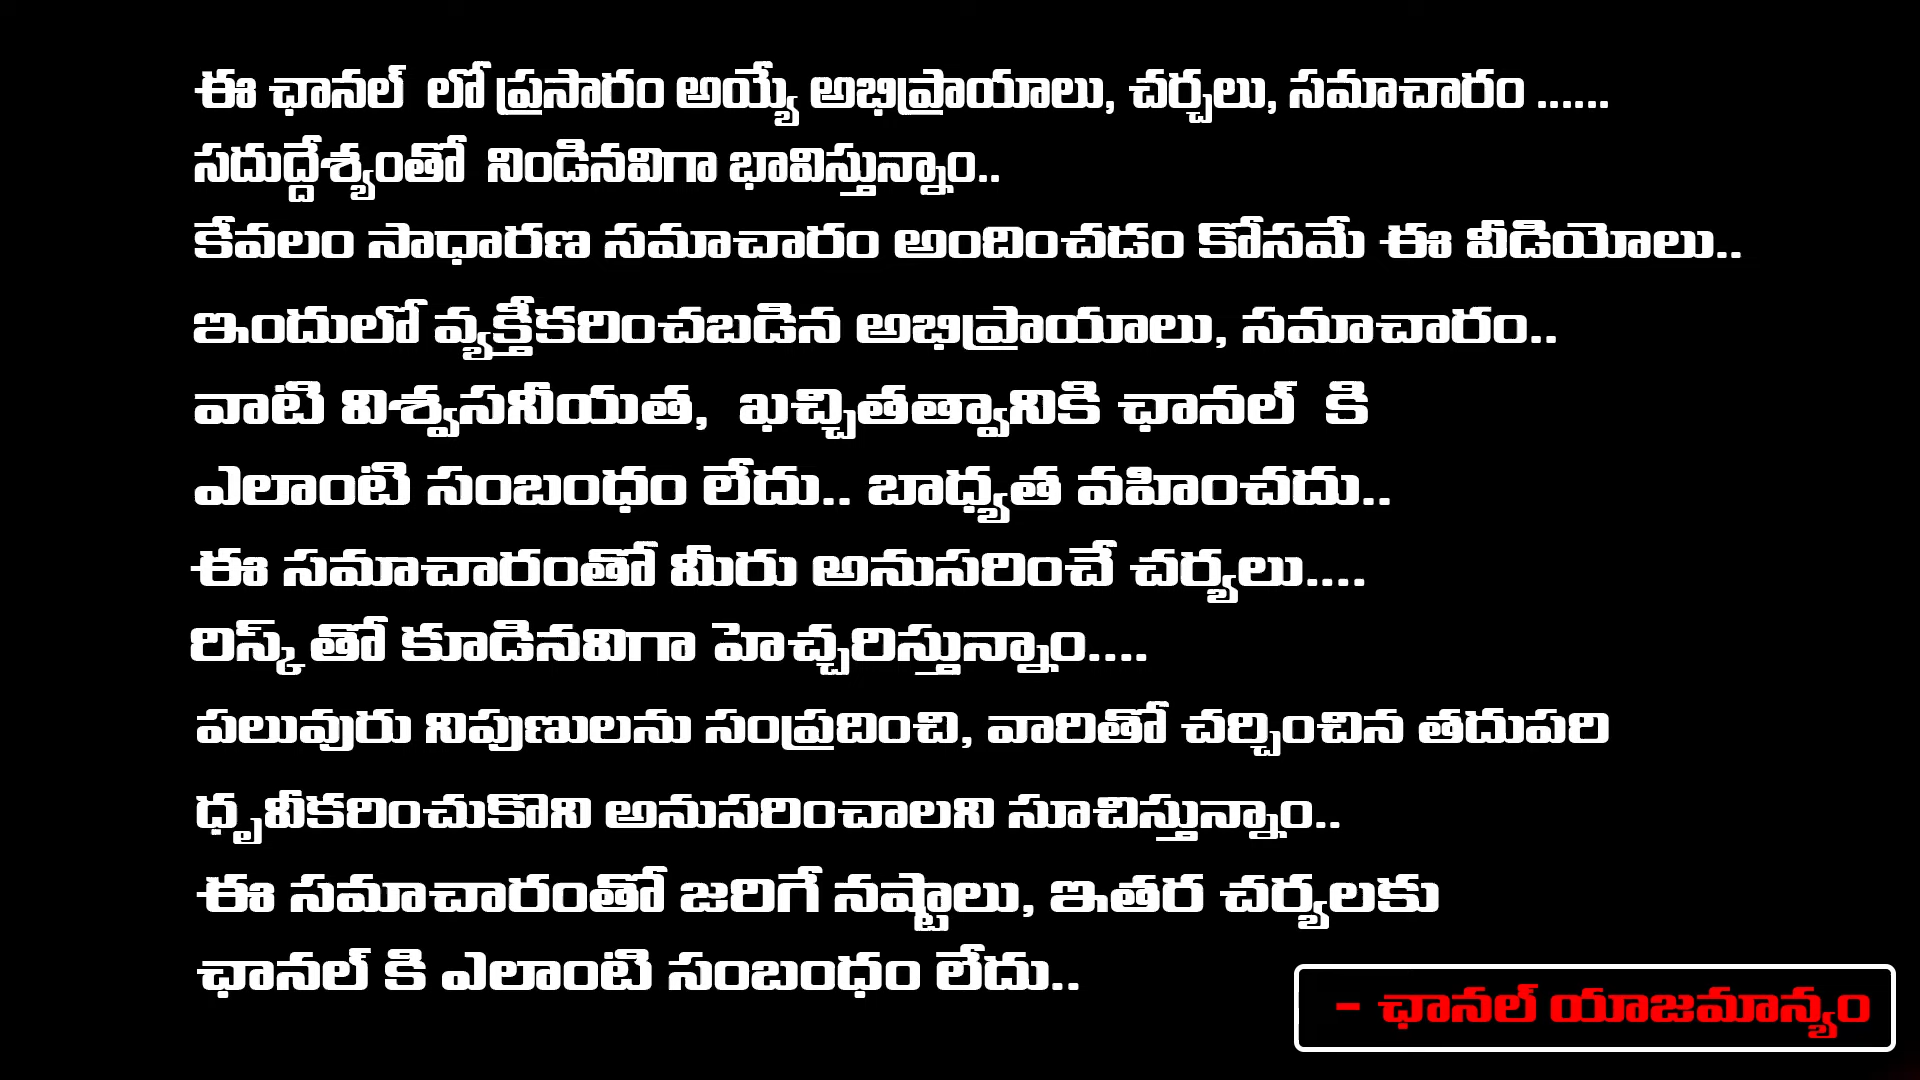 ఈ ఛానల్ లో ప్రసారం అయ్యే అభిప్రాయాలు, చర్చలు, సమాచారం ......
సదుద్దేశ్యంతో నిండినవిగా భావిస్తున్నాం..
కేవలం సాధారణ సమాచారం అందించడం కోసమే ఈ వీడియోలు..
ఇందులో వ్యక్తీకరించబడిన అభిప్రాయాలు, సమాచారం..
వాటి విశ్వసనీయత, ఖచ్చితత్వానికి ఛానల్ కి
ఎలాంటి సంబంధం లేదు.. బాధ్యత వహించదు..
ఈ సమాచారంతో మీరు అనుసరించే చర్యలు....
రిస్క్ తో కూడినవిగా హెచ్చరిస్తున్నాం....
పలువురు నిపుణులను సంప్రదించి, వారితో చర్చించిన తదుపరి
ధృవీకరించుకొని అనుసరించాలని సూచిస్తున్నాం..
ఈ సమాచారంతో జరిగే నష్టాలు, ఇతర చర్యలకు
ఛానల్ కి ఎలాంటి సంబంధం లేదు..
- ఛానల్ యాజమాన్యం